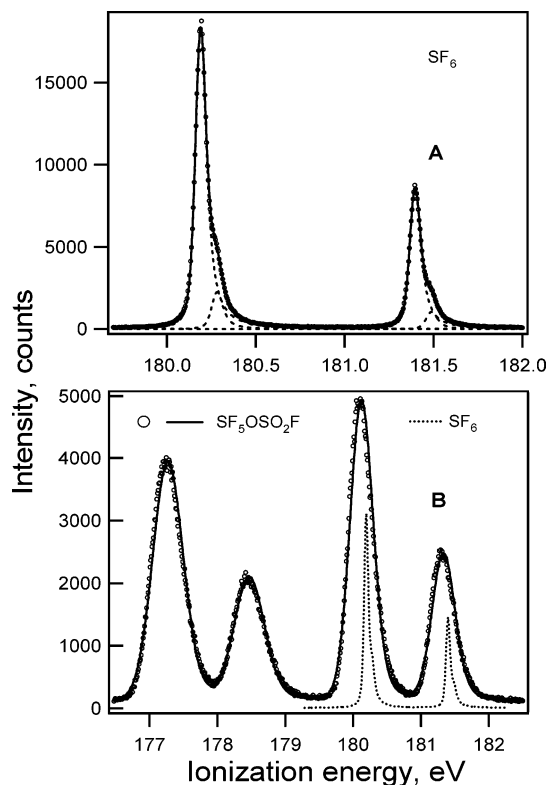 SF6
A
15000
10000
5000
0
180.0 180.5 181.0 181.5 182.0
Intensity, counts
5000
4000
3000
2000
1000
0
SF5OSO2F
SF6
B
177 178 179 180 181 182
Ionization energy, eV